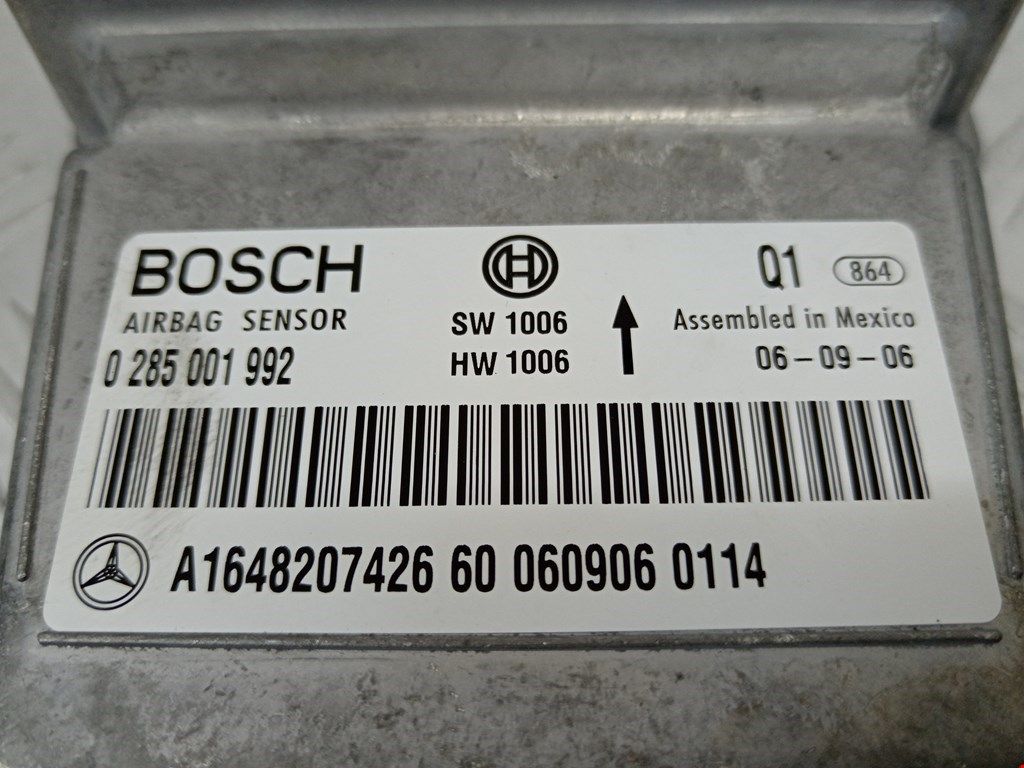 BOSCH
Q1 864
AIRBAG SENSOR
SW 1006
Assembled in Mexico
0 285 001 992
HW 1006
06-09-06
A1648207426 60 060906 0114